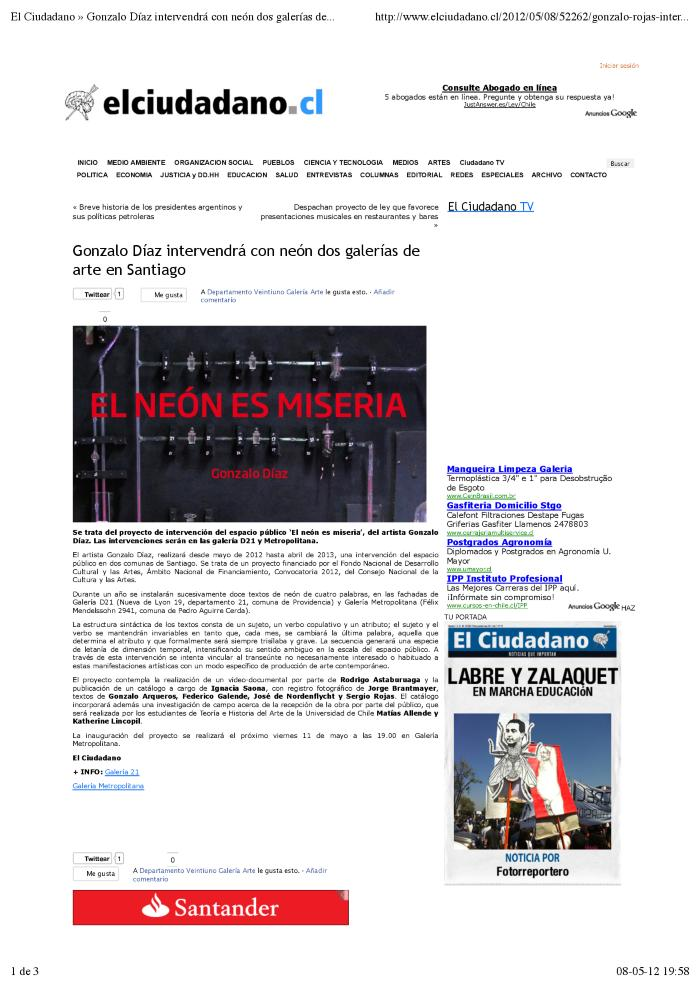 El Ciudadano » Gonzalo Díaz intervendrá con neón dos galerías de...
http://www.elciudadano.cl/2012/05/08/52262/gonzalo-rojas-inter...
Iniciar sesión
elciudadano.cl
Consulte Abogado en línea
5 abogados están en línea. Pregunte y obtenga su respuesta ya!
JustAnswer.es/Ley/Chile
Anuncios Google
INICIO MEDIO AMBIENTE ORGANIZACION SOCIAL PUEBLOS CIENCIA Y TECNOLOGIA MEDIOS ARTES Ciudadano TV
Buscar
POLITICA ECONOMIA JUSTICIA y DD.HH EDUCACION SALUD ENTREVISTAS COLUMNAS EDITORIAL REDES ESPECIALES ARCHIVO CONTACTO
« Breve historia de los presidentes argentinos y
sus políticas petroleras
Despachan proyecto de ley que favorece
presentaciones musicales en restaurantes y bares
»
El Ciudadano TV
Gonzalo Díaz intervendrá con neón dos galerías de
arte en Santiago
Twittear 1
Me gusta
A Departamento Veintiuno Galería Arte le gusta esto. · Añadir
comentario
0
EL NEÓN ES MISERIA
Gonzalo Díaz
Se trata del proyecto de intervención del espacio público 'El neón es miseria', del artista Gonzalo
Díaz. Las intervenciones serán en las galería D21 y Metropolitana.
El artista Gonzalo Díaz, realizará desde mayo de 2012 hasta abril de 2013, una intervención del espacio
público en dos comunas de Santiago. Se trata de un proyecto financiado por el Fondo Nacional de Desarrollo
Cultural y las Artes, Ámbito Nacional de Financiamiento, Convocatoria 2012, del Consejo Nacional de la
Cultura y las Artes.
Durante un año se instalarán sucesivamente doce textos de neón de cuatro palabras, en las fachadas de
Galería D21 (Nueva de Lyon 19, departamento 21, comuna de Providencia) y Galería Metropolitana (Félix
Mendelssohn 2941, comuna de Pedro Aguirre Cerda).
La estructura sintáctica de los textos consta de un sujeto, un verbo copulativo y un atributo; el sujeto y el
verbo se mantendrán invariables en tanto que, cada mes, se cambiará la última palabra, aquella que
determina el atributo y que formalmente será siempre trisílaba y grave. La secuencia generará una especie
de letanía de dimensión temporal, intensificando su sentido ambiguo en la escala del espacio público. A
través de esta intervención se intenta vincular al transeúnte no necesariamente interesado o habituado a
estas manifestaciones artísticas con un modo específico de producción de arte contemporáneo.
El proyecto contempla la realización de un video-documental por parte de Rodrigo Astaburuaga y la
publicación de un catálogo a cargo de Ignacia Saona, con registro fotográfico de Jorge Brantmayer,
textos de Gonzalo Arqueros, Federico Galende, José de Nordenflycht y Sergio Rojas. El catálogo
incorporará además una investigación de campo acerca de la recepción de la obra por parte del público, que
será realizada por los estudiantes de Teoría e Historia del Arte de la Universidad de Chile Matías Allende y
Katherine Lincopil.
La inauguración del proyecto se realizará el próximo viernes 11 de mayo a las 19.00 en Galería
Metropolitana.
El Ciudadano
+ INFO: Galería 21
Galería Metropolitana
Twittear 1
0
Me gusta
A Departamento Veintiuno Galería Arte le gusta esto. · Añadir
comentario
Santander
Mangueira Limpeza Galeria
Termoplástica 3/4" e 1" para Desobstrução
de Esgoto
www.CernBrasil.com.br
Gasfiteria Domicilio Stgo
Calefont Filtraciones Destape Fugas
Griferias Gasfiter Llamenos 2478803
www.cerrajeriamultiservice.cl
Postgrados Agronomía
Diplomados y Postgrados en Agronomía U.
Mayor
www.umayor.cl
IPP Instituto Profesional
Las Mejores Carreras del IPP aquí.
¡Infórmate sin compromiso!
www.cursos-en-chile.cl/IPP
Anuncios Google HAZ
TU PORTADA
El Ciudadano
NOTICIAS QUE IMPORTAN
LABRE Y ZALAQUET
EN MARCHA EDUCACIÓN
NOTICIA POR
Fotorreportero
1 de 3
08-05-12 19:58